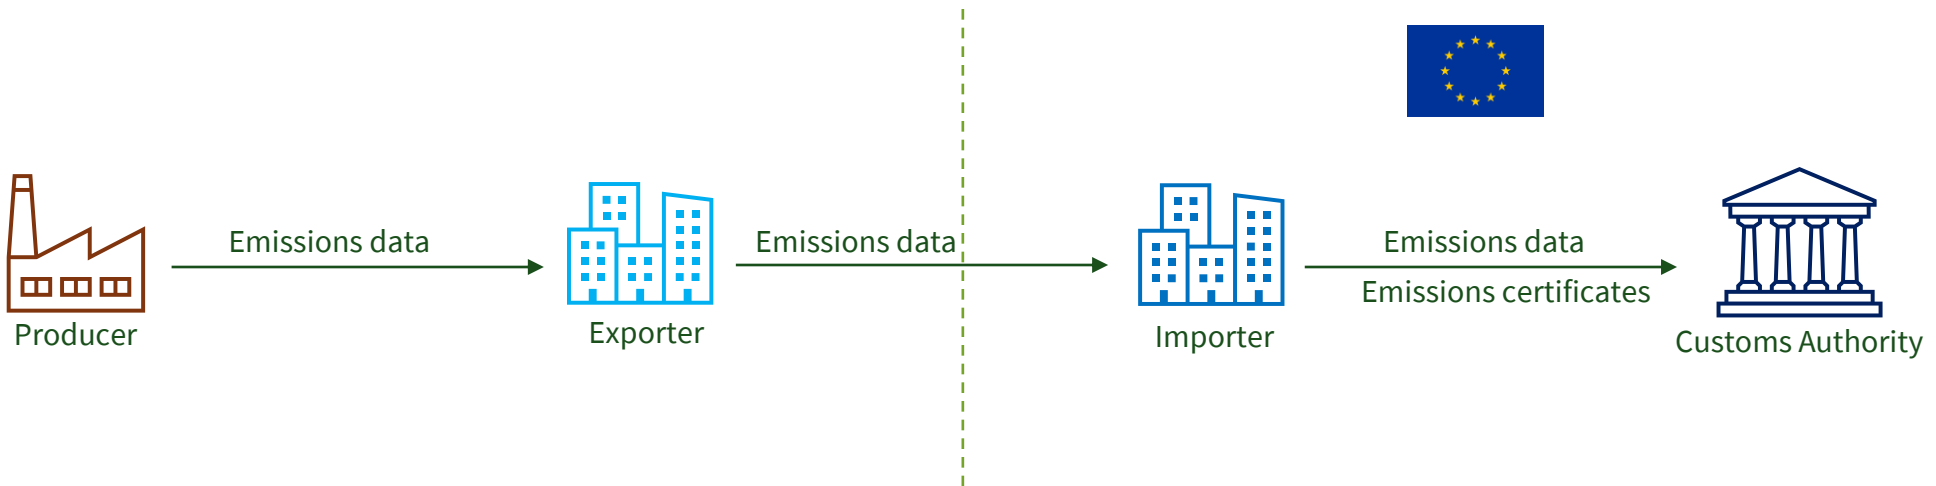 Emissions data
Emissions data
Emissions data
Emissions certificates
Producer
Exporter
Importer
Customs Authority